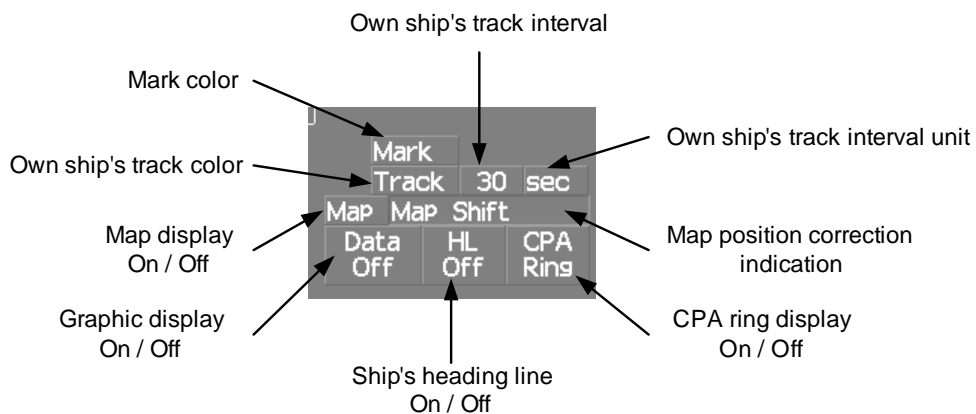 Own ship's track interval
Mark color
Own ship's track interval unit
Own ship's track color
Mark
Track 30 sec
Map Map Shift
Data Off
HL Off
CPA Ring
Map display
On / Off
Map position correction
indication
Graphic display
On / Off
CPA ring display
On / Off
Ship's heading line
On / Off